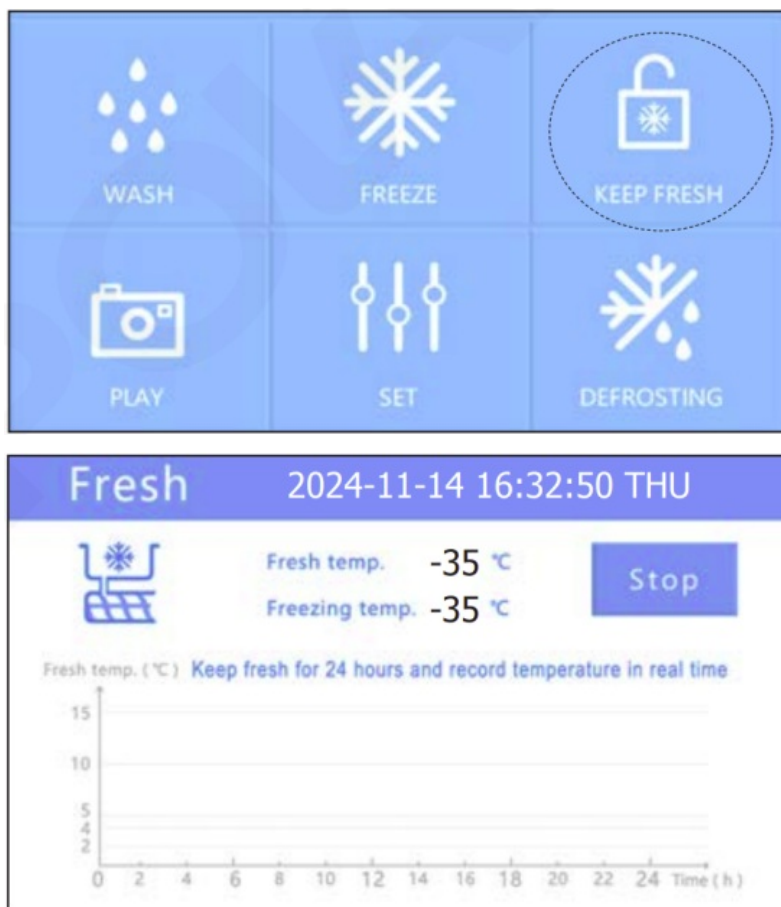 WASH FREEZE KEEP FRESH
PLAY SET DEFROSTING
Fresh 2024-11-14 16:32:50 THU
Fresh temp. -35 ℃ Stop
Freezing temp. -35 ℃
Fresh temp. (℃) Keep fresh for 24 hours and record temperature in real time
15
10
5
4
2
0 2 4 6 8 10 12 14 16 18 20 22 24 Time ( h )